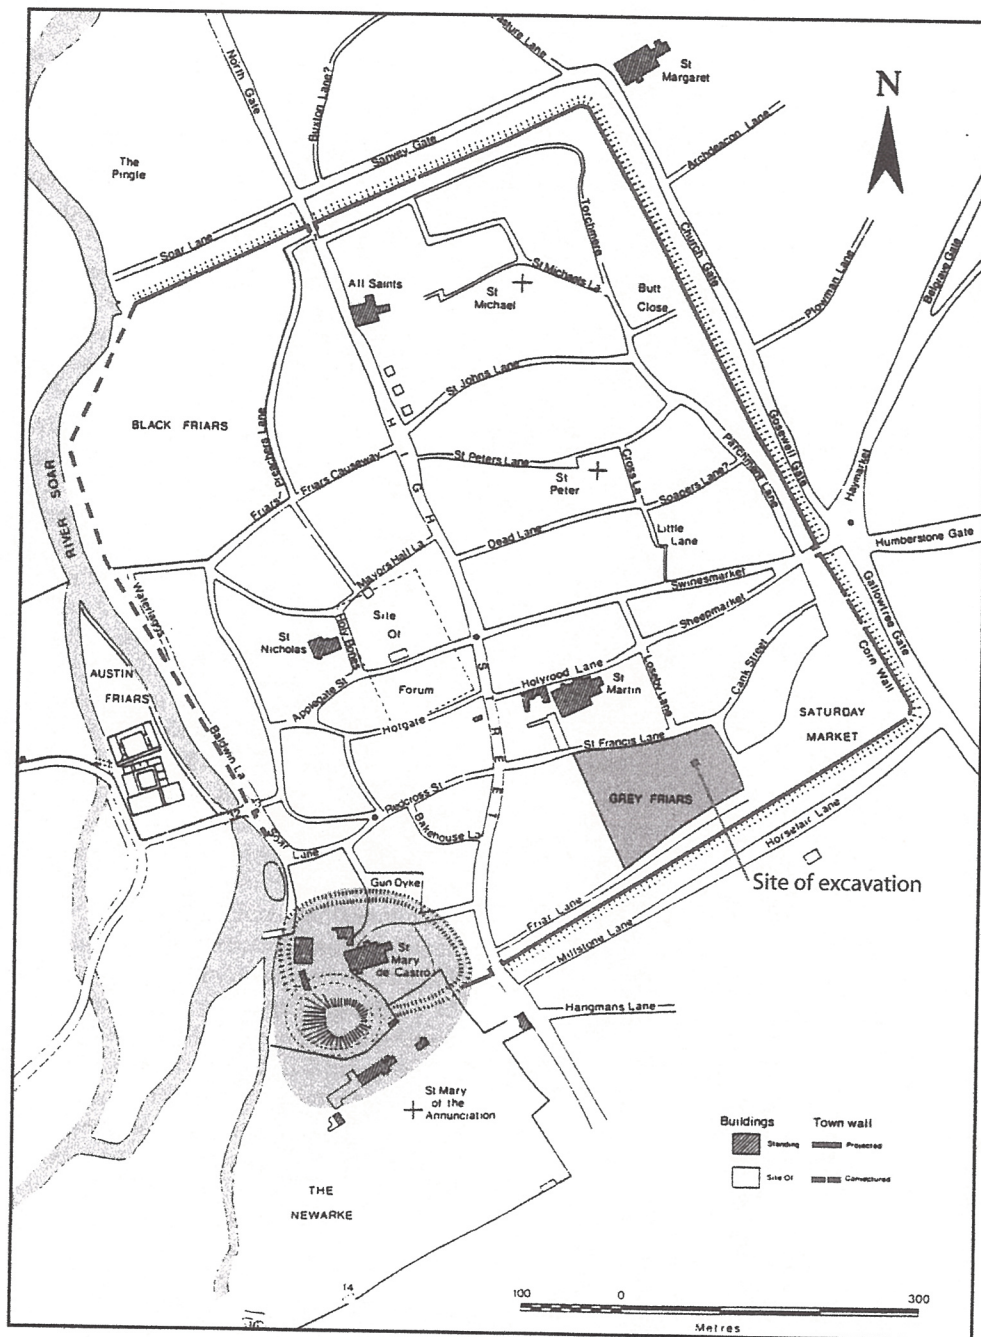 North Gate
Buxton Lane?
St
Margaret
N
Archdeacon Lane
The
Pingle
Sanvey Gate
Soar Lane
Torchmere
Church Gate
Plowman Lane
Belgrave Gate
All Saints
St
Michael
St Michaels La
Butt
Close
BLACK FRIARS
Friars
Preachers Lane
Friars' Causeway
St Johns Lane
St Peters Lane
St
Peter
Cross La
Soapers Lane?
Parchment Lane
Gosewell Gate
Haymarket
Humberstone Gate
RIVER SOAR
HIGH STREET
Dead Lane
Little
Lane
Mayors Hall La
Swinesmarket
Sheepmarket
Gallowtree Gate
Corn Wall
Site
Of
Forum
Holy Bones
St
Nicholas
Applegate St
Hotgate
AUSTIN
FRIARS
Baldwin La
Holyrood Lane
St
Martin
Loseby Lane
Cank Street
SATURDAY
MARKET
St Francis Lane
GREY FRIARS
Redcross St
Bakehouse La
Lane
Horsefair Lane
Site of excavation
Gun Dyke
Friar Lane
Millstone Lane
St
Mary
de Castro
Hangmans Lane
St Mary
of the
Annunciation
Buildings
Town wall
Standing
Projected
Site Of
Conjectured
THE
NEWARKE
14
100
0
300
Metres